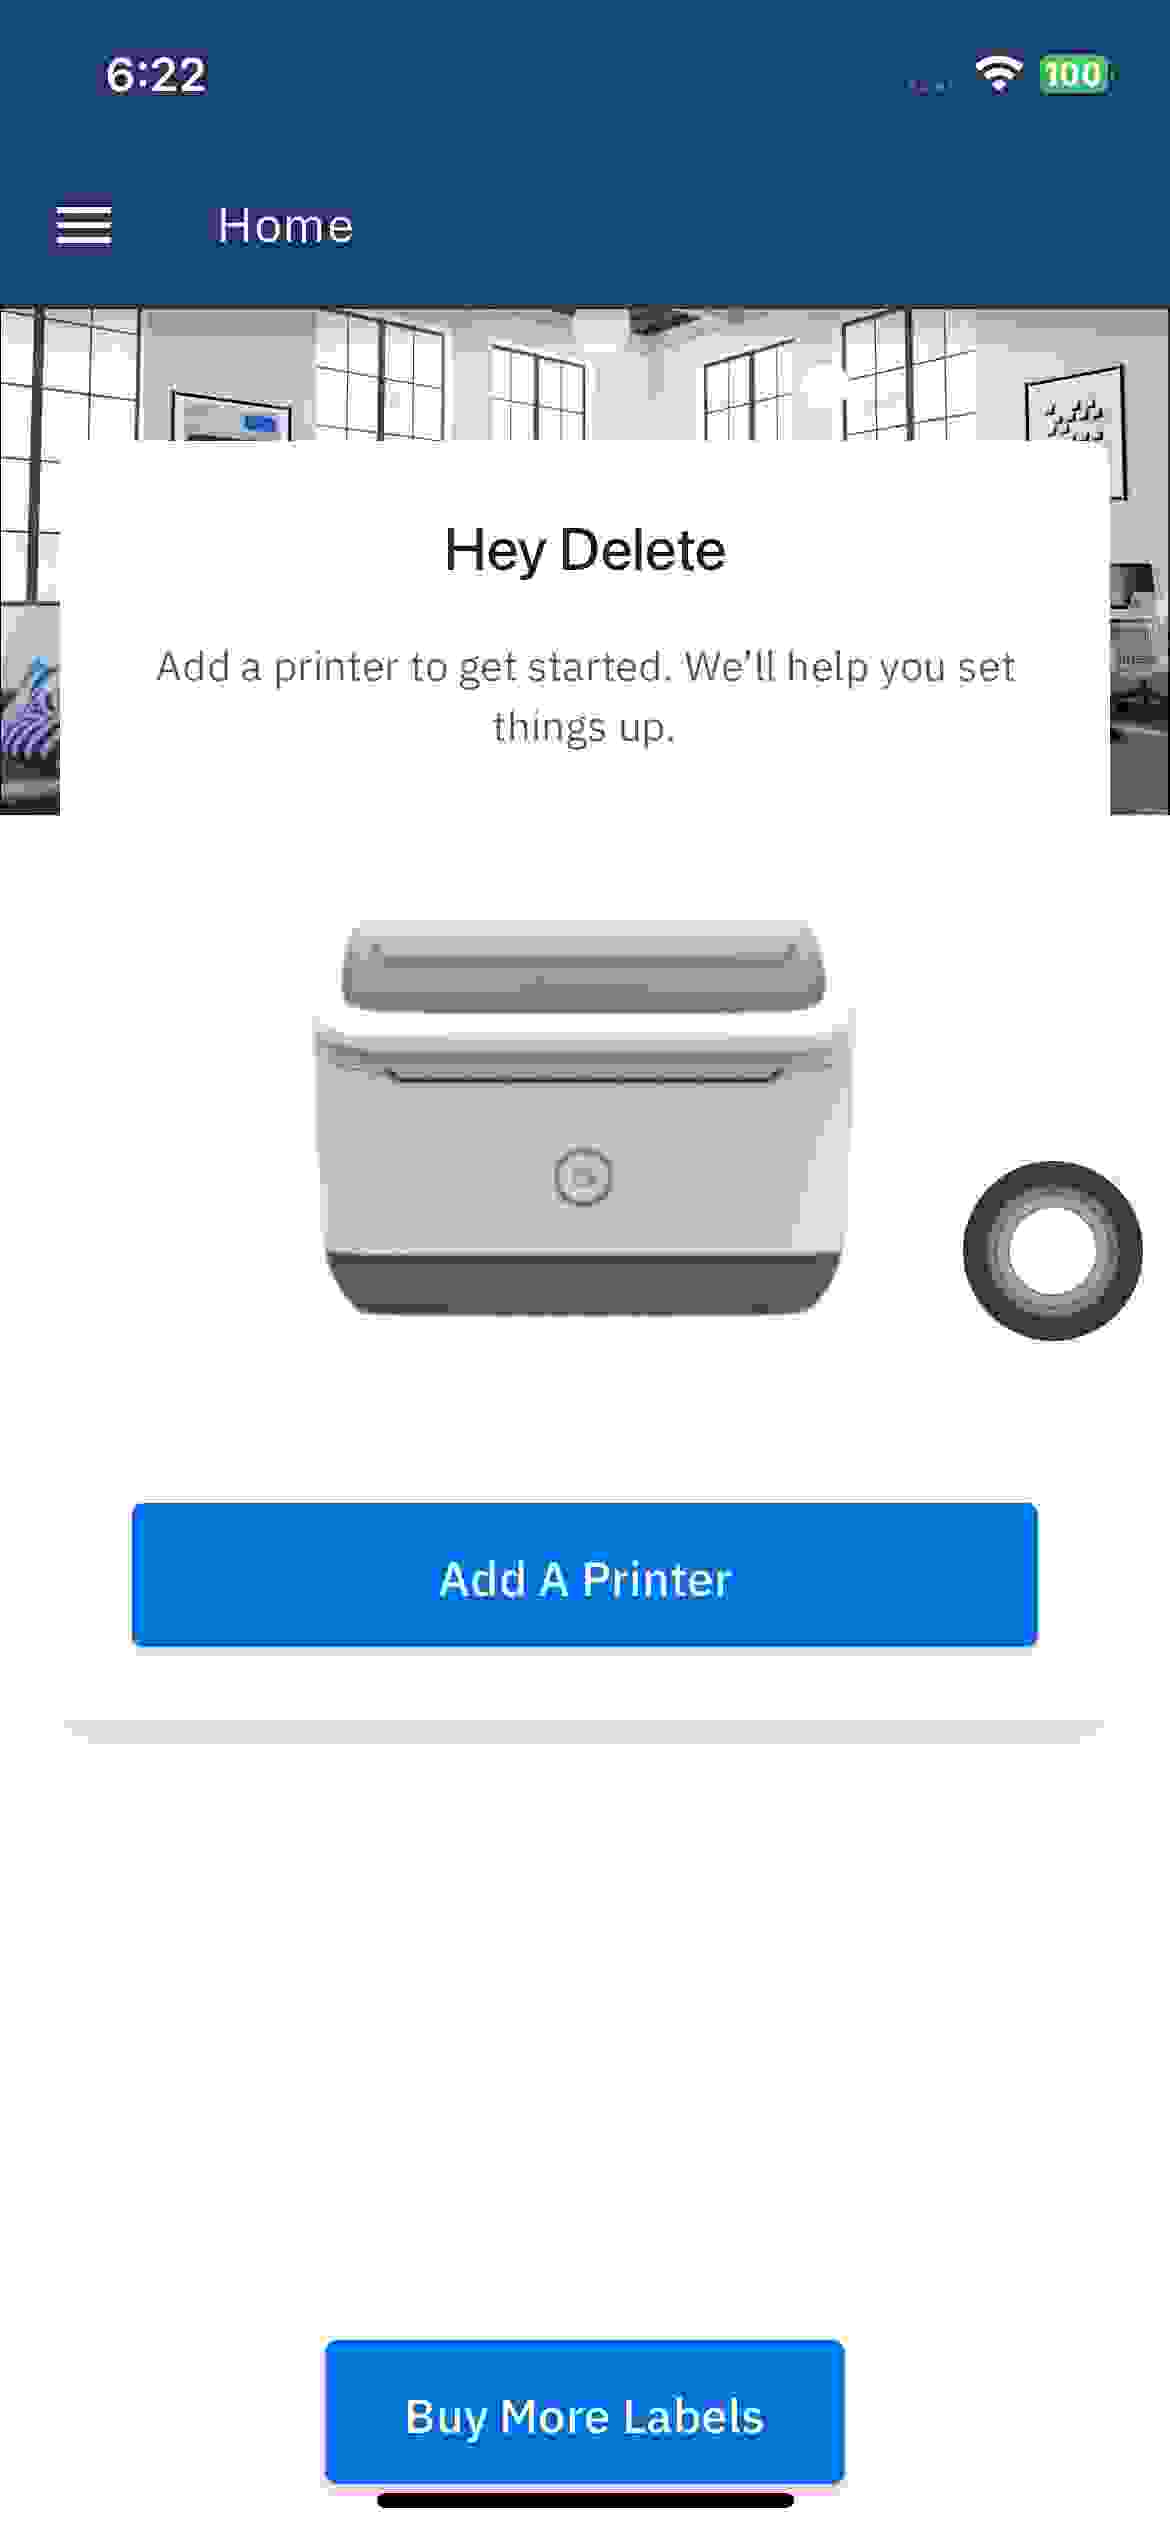 6:22
100
Home
Hey Delete
Add a printer to get started. We'll help you set
things up.
Add A Printer
Buy More Labels